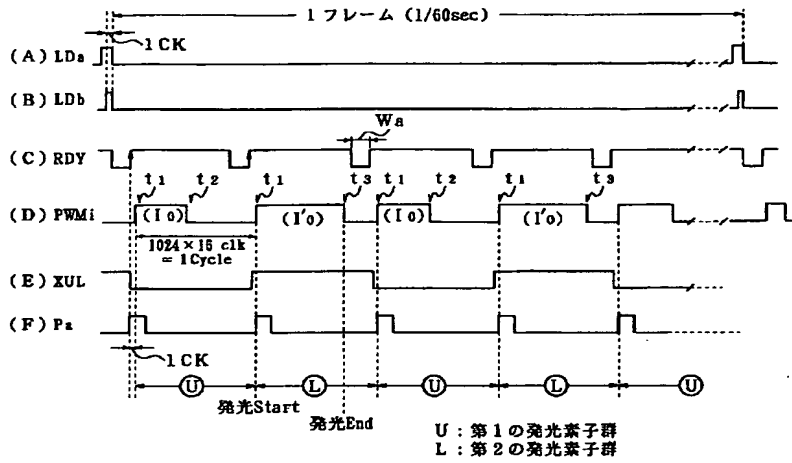 1フレーム (1/60sec)
1CK
(A) LDa
(B) LDb
Wa
(C) RDY
t1 t2 t1 t3 t1 t2 t1 t3
(D) PWMi
(I0) (I'0) (I0) (I'0)
1024×16 clk
= 1Cycle
(E) XUL
(F) Pa
1CK
U L U L U
発光Start
発光End
U：第1の発光素子群
L：第2の発光素子群